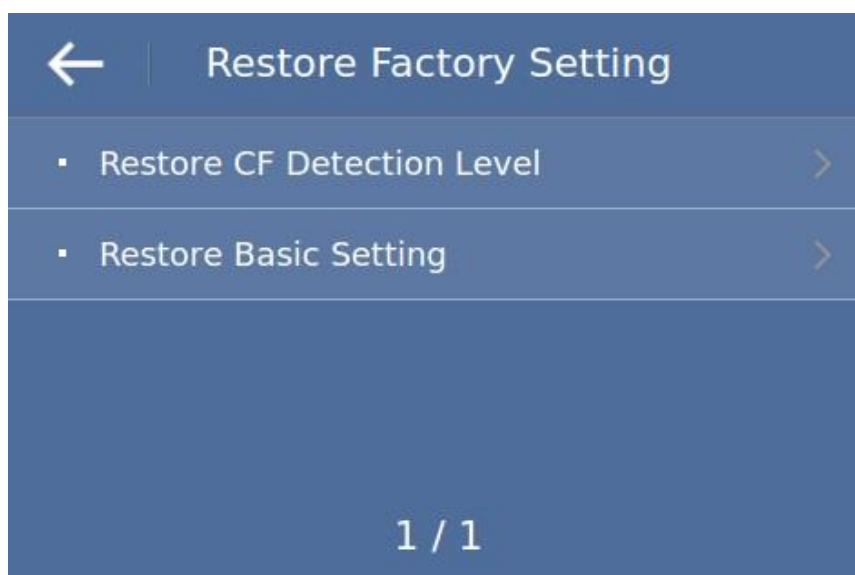 Restore Factory Setting
Restore CF Detection Level
Restore Basic Setting
1 / 1